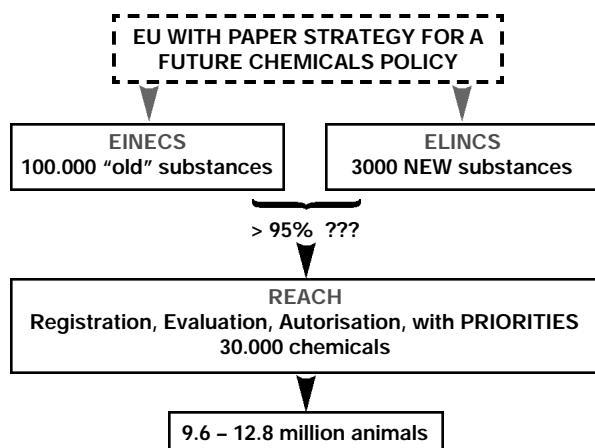 EU WITH PAPER STRATEGY FOR A
FUTURE CHEMICALS POLICY
EINECS
100.000 “old” substances
ELINCS
3000 NEW substances
> 95% ???
REACH
Registration, Evaluation, Autorisation, with PRIORITIES
30.000 chemicals
9.6 – 12.8 million animals